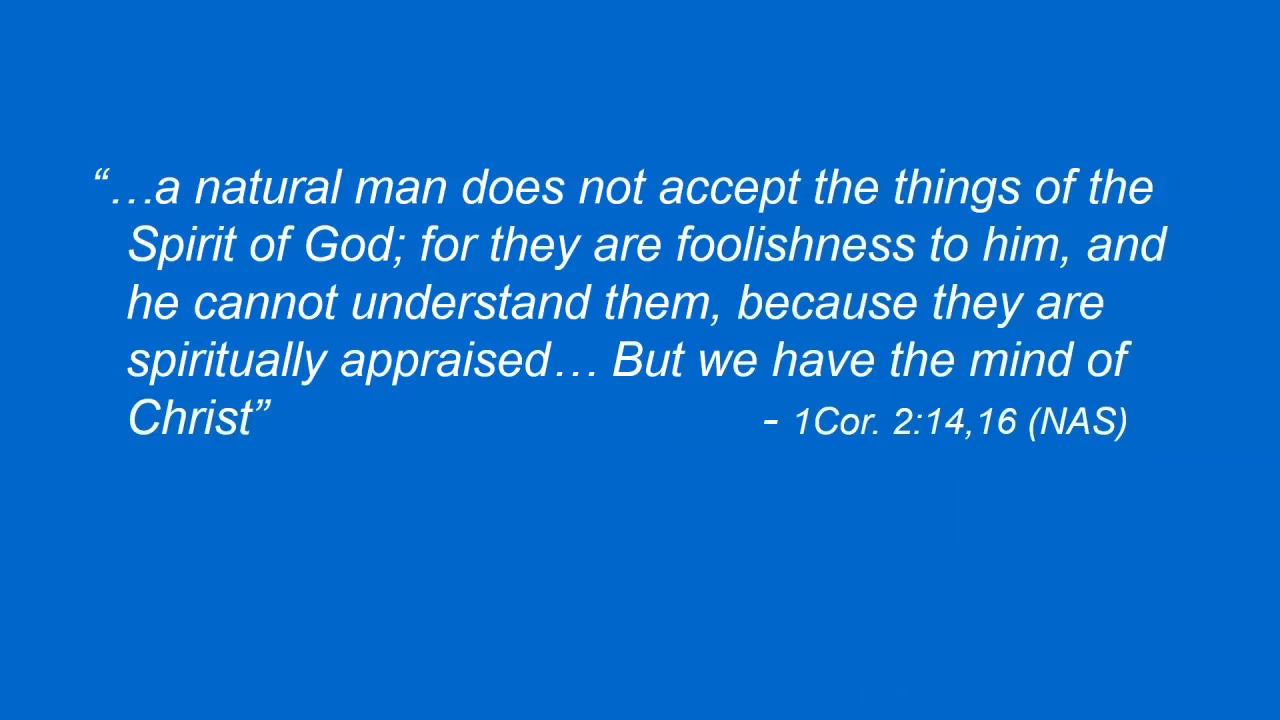 “…a natural man does not accept the things of the
Spirit of God; for they are foolishness to him, and
he cannot understand them, because they are
spiritually appraised… But we have the mind of
Christ” - 1Cor. 2:14,16 (NAS)